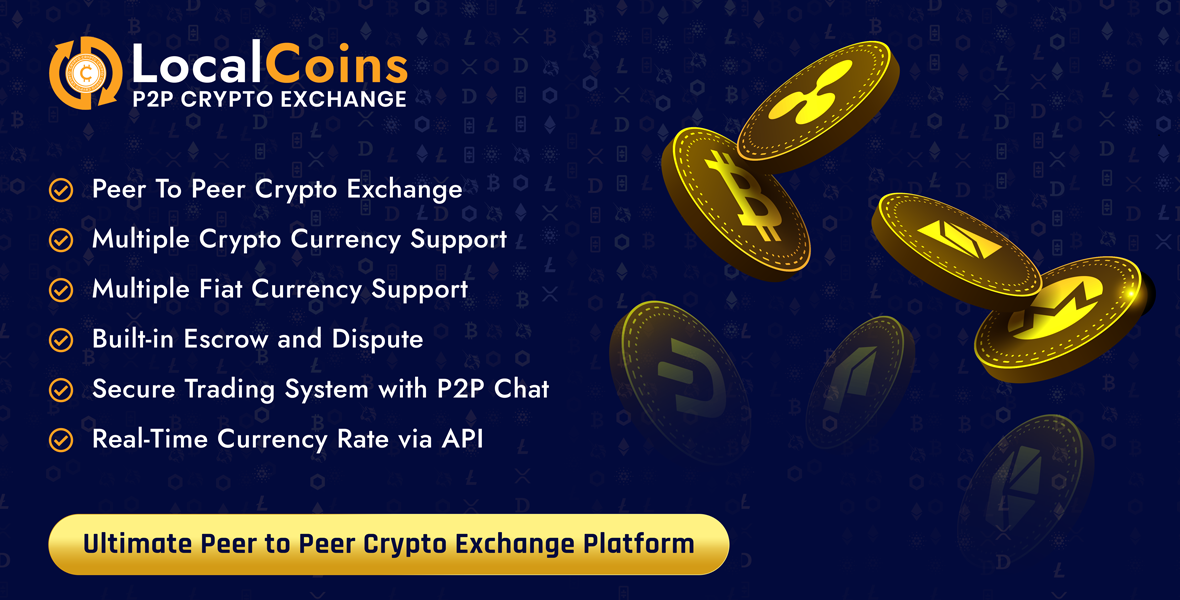 LocalCoins
P2P CRYPTO EXCHANGE
Peer To Peer Crypto Exchange
Multiple Crypto Currency Support
Multiple Fiat Currency Support
Built-in Escrow and Dispute
Secure Trading System with P2P Chat
Real-Time Currency Rate via API
Ultimate Peer to Peer Crypto Exchange Platform